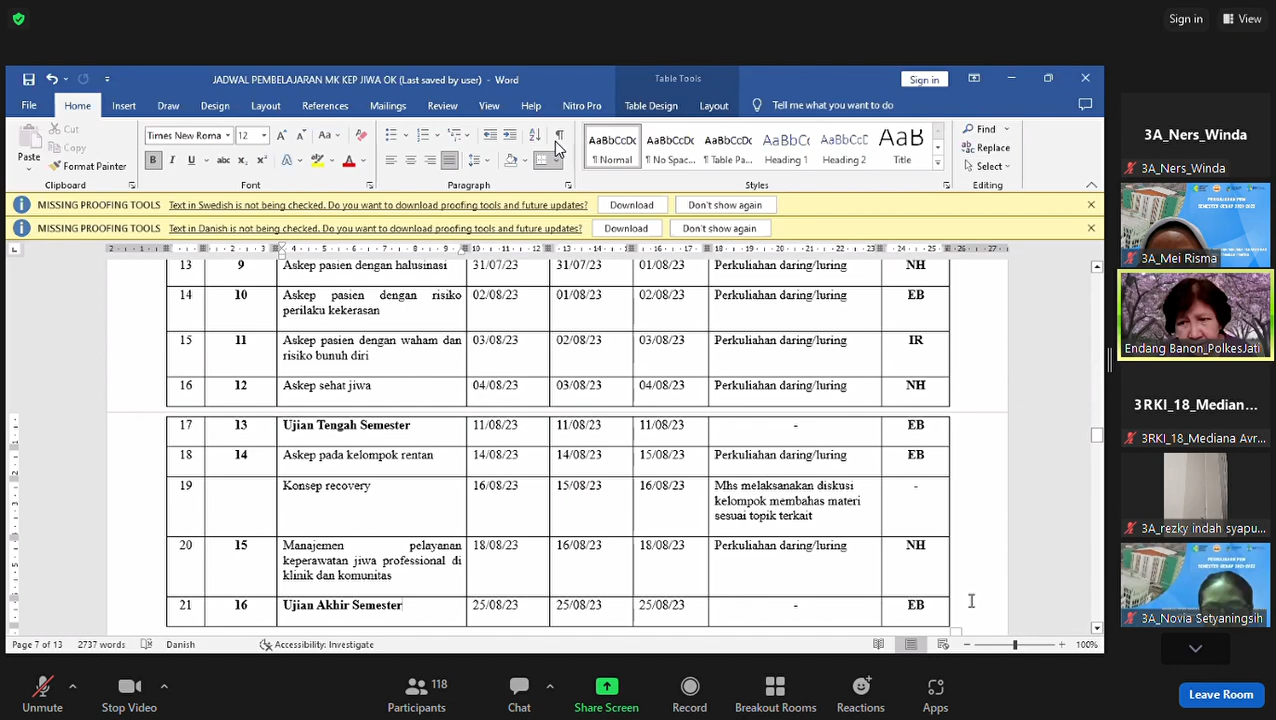 Sign in
View
JADWAL PEMBELAJARAN MK KEP JIWA OK (Last saved by user) - Word
Table Tools
Sign in
File
Home
Insert
Draw
Design
Layout
References
Mailings
Review
View
Help
Nitro Pro
Table Design
Layout
Tell me what you want to do
Paste
Cut
Copy
Format Painter
Times New Roma
12
AaBbCcDc
AaBbCcDc
AaBbCcDc
AaBbCc
AaBbCcD
AaB
¶ Normal
¶ No Spac...
¶ Table Pa...
Heading 1
Heading 2
Title
Find
Replace
Select
Clipboard
Font
Paragraph
Styles
Editing
MISSING PROOFING TOOLS Text in Swedish is not being checked. Do you want to download proofing tools and future updates? Download Don't show again
MISSING PROOFING TOOLS Text in Danish is not being checked. Do you want to download proofing tools and future updates? Download Don't show again
13 9 Askep pasien dengan halusinasi 31/07/23 31/07/23 01/08/23 Perkuliahan daring/luring NH
14 10 Askep pasien dengan risiko 02/08/23 01/08/23 02/08/23 Perkuliahan daring/luring EB
perilaku kekerasan
15 11 Askep pasien dengan waham dan 03/08/23 02/08/23 03/08/23 Perkuliahan daring/luring IR
risiko bunuh diri
16 12 Askep sehat jiwa 04/08/23 03/08/23 04/08/23 Perkuliahan daring/luring NH
17 13 Ujian Tengah Semester 11/08/23 11/08/23 11/08/23 - EB
18 14 Askep pada kelompok rentan 14/08/23 14/08/23 15/08/23 Perkuliahan daring/luring EB
19 Konsep recovery 16/08/23 15/08/23 16/08/23 Mhs melaksanakan diskusi -
kelompok membahas materi
sesuai topik terkait
20 15 Manajemen pelayanan 18/08/23 16/08/23 18/08/23 Perkuliahan daring/luring NH
keperawatan jiwa professional di
klinik dan komunitas
21 16 Ujian Akhir Semester 25/08/23 25/08/23 25/08/23 - EB
Page 7 of 13
2737 words
Danish
Accessibility: Investigate
100%
3A_Ners_Winda
3A_Ners_Winda
3A_Mei Risma
Endang Banon_PolkesJati
3RKI_18_Median...
3RKI_18_Mediana Avr...
3A_rezky indah syapu...
3A_Novia Setyaningsih
Unmute
Stop Video
Participants
118
Chat
Share Screen
Record
Breakout Rooms
Reactions
Apps
Leave Room